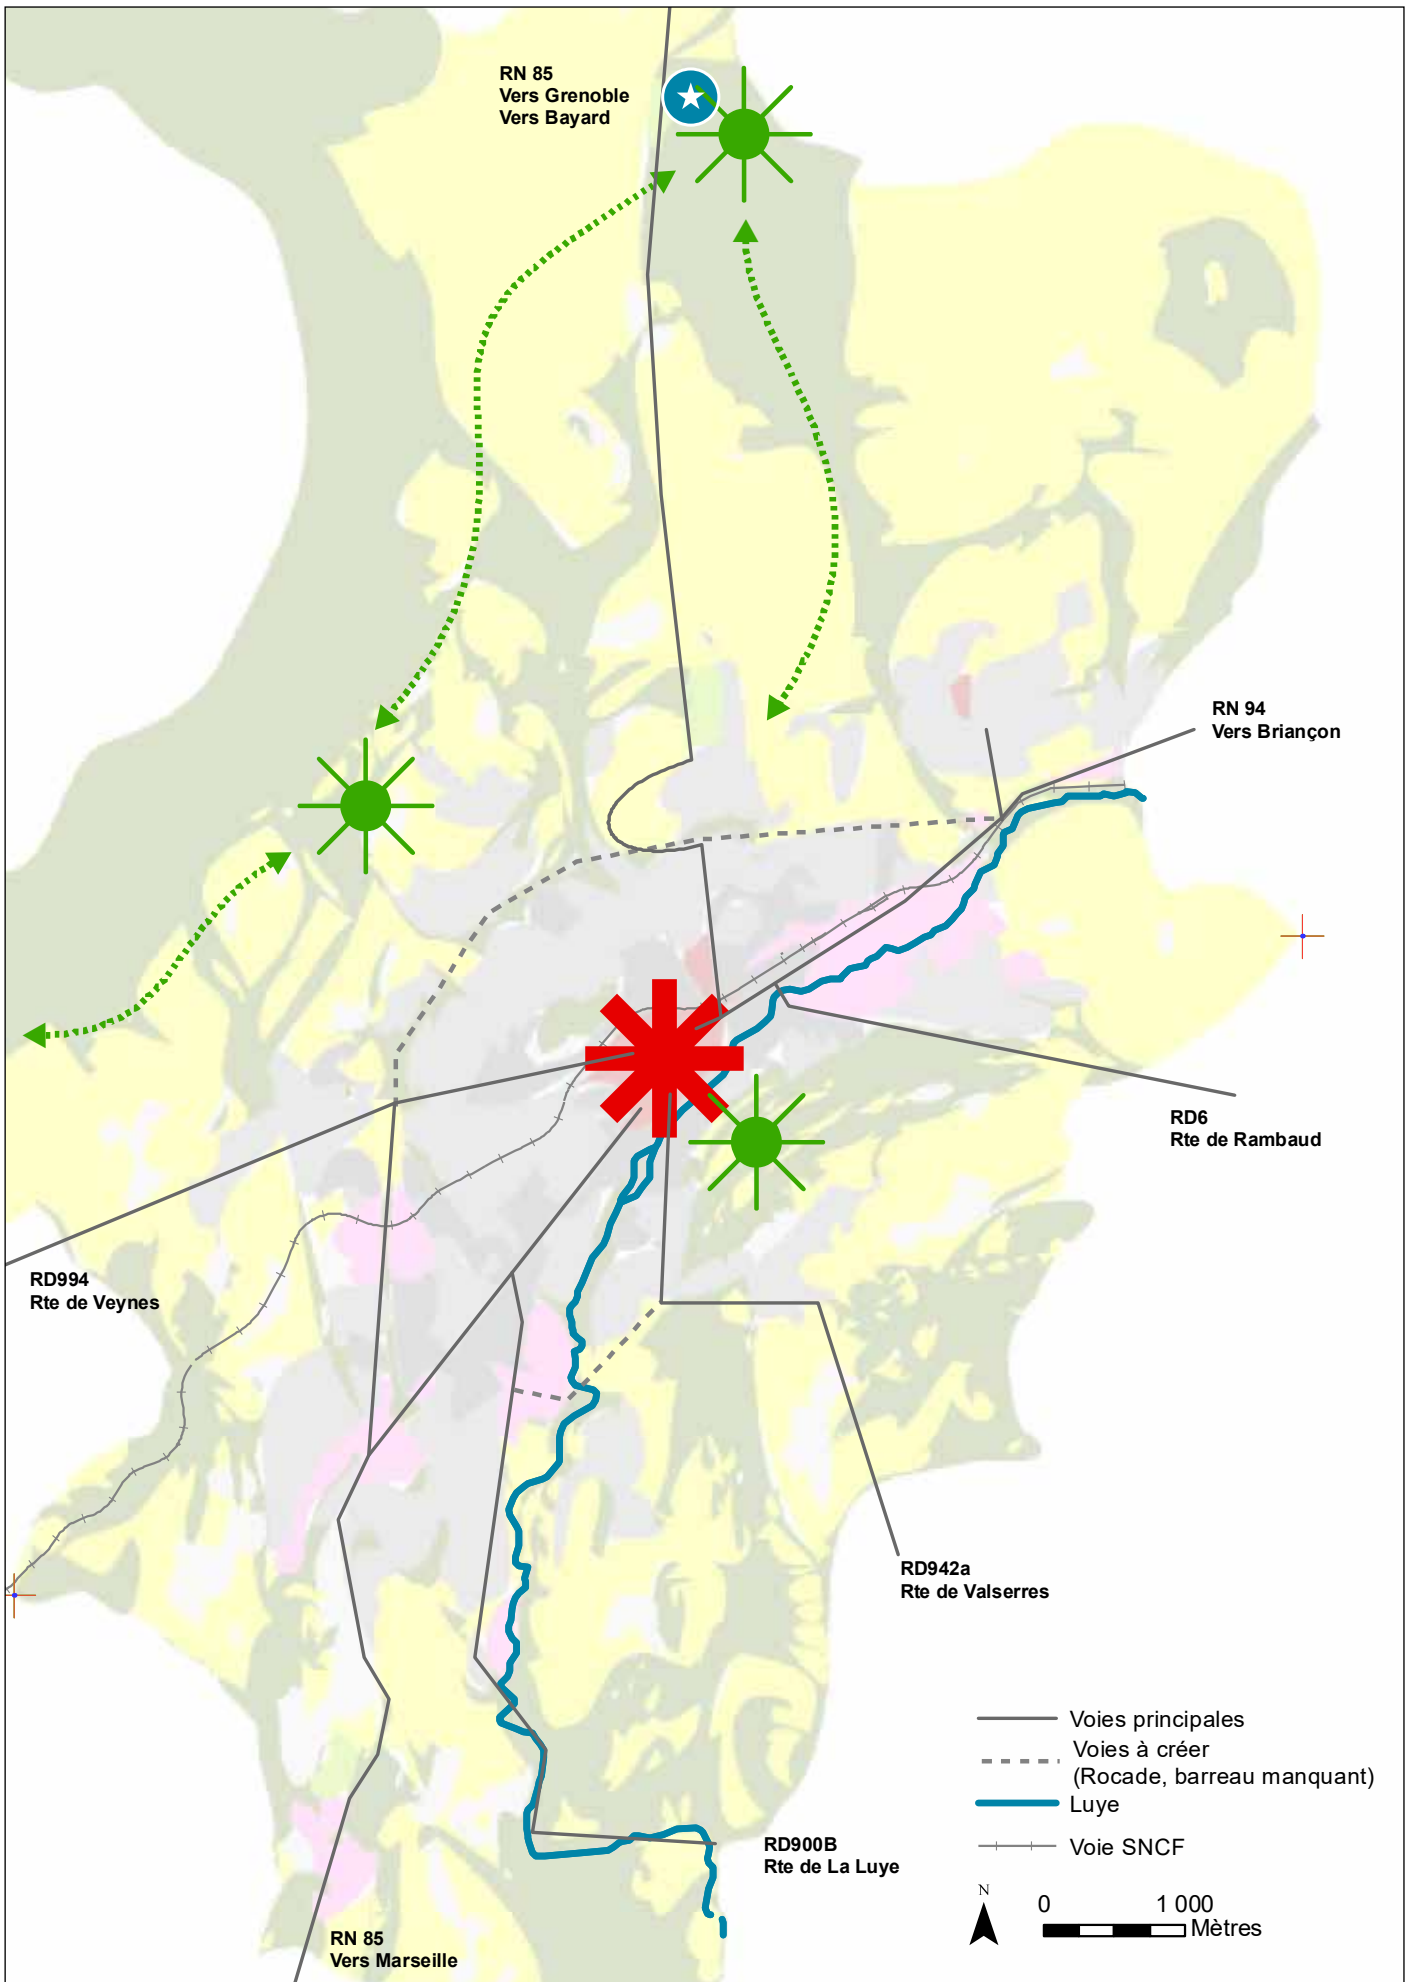 RN 85
Vers Grenoble
Vers Bayard
RN 94
Vers Briançon
RD6
Rte de Rambaud
RD994
Rte de Veynes
RD942a
Rte de Valserres
Voies principales
Voies à créer
(Rocade, barreau manquant)
Luye
Voie SNCF
RD900B
Rte de La Luye
N
0 1 000
Mètres
RN 85
Vers Marseille